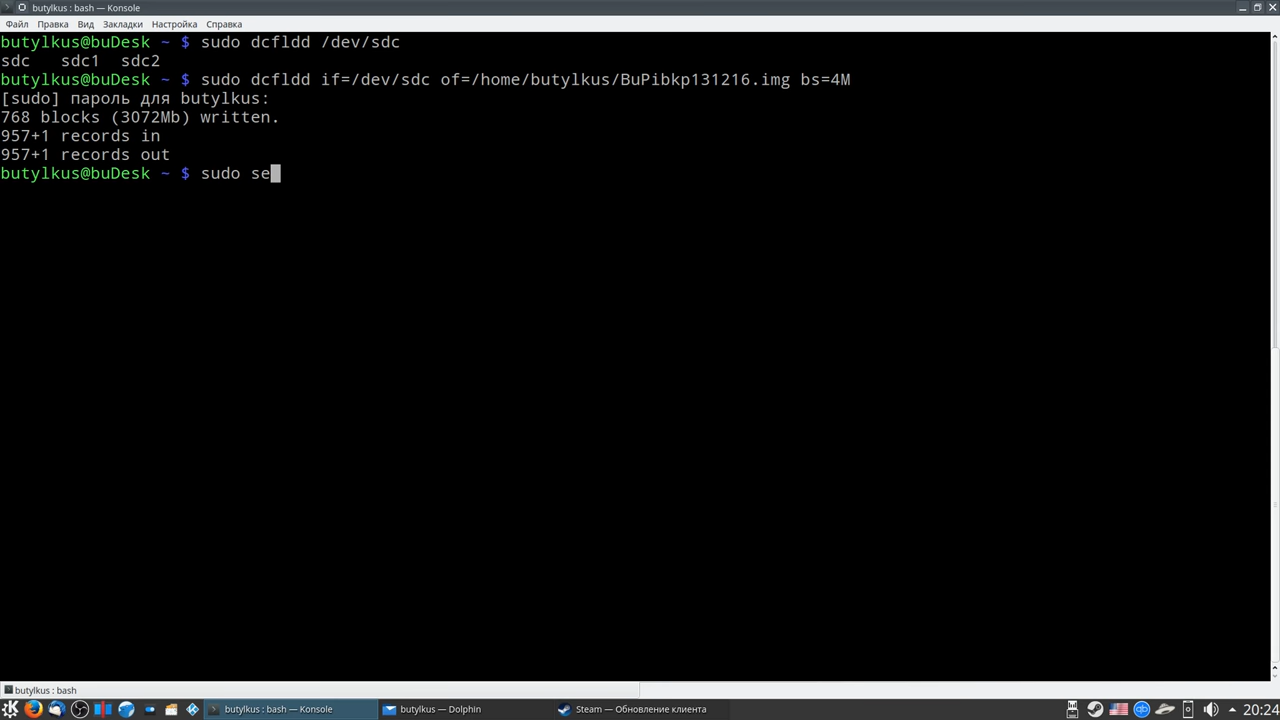 butylkus : bash — Konsole
Файл Правка Вид Закладки Настройка Справка
butylkus@buDesk ~ $ sudo dcfldd /dev/sdc
sdc sdc1 sdc2
butylkus@buDesk ~ $ sudo dcfldd if=/dev/sdc of=/home/butylkus/BuPibkp131216.img bs=4M
[sudo] пароль для butylkus:
768 blocks (3072Mb) written.
957+1 records in
957+1 records out
butylkus@buDesk ~ $ sudo se
butylkus : bash
butylkus : bash — Konsole butylkus — Dolphin Steam — Обновление клиента 20:24